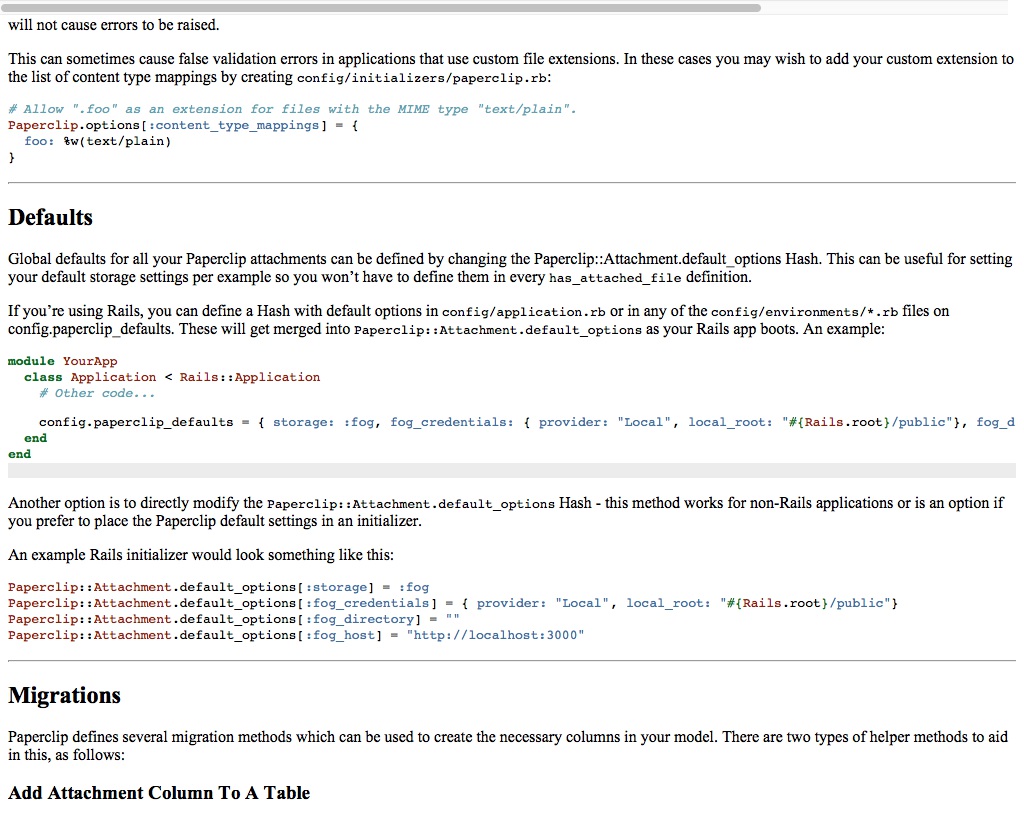 will not cause errors to be raised.
This can sometimes cause false validation errors in applications that use custom file extensions. In these cases you may wish to add your custom extension to
the list of content type mappings by creating config/initializers/paperclip.rb:
# Allow ".foo" as an extension for files with the MIME type "text/plain".
Paperclip.options[:content_type_mappings] = {
  foo: %w(text/plain)
}
Defaults
Global defaults for all your Paperclip attachments can be defined by changing the Paperclip::Attachment.default_options Hash. This can be useful for setting
your default storage settings per example so you won’t have to define them in every has_attached_file definition.
If you’re using Rails, you can define a Hash with default options in config/application.rb or in any of the config/environments/*.rb files on
config.paperclip_defaults. These will get merged into Paperclip::Attachment.default_options as your Rails app boots. An example:
module YourApp
  class Application < Rails::Application
    # Other code...
    config.paperclip_defaults = { storage: :fog, fog_credentials: { provider: "Local", local_root: "#{Rails.root}/public"}, fog_d
  end
end
Another option is to directly modify the Paperclip::Attachment.default_options Hash - this method works for non-Rails applications or is an option if
you prefer to place the Paperclip default settings in an initializer.
An example Rails initializer would look something like this:
Paperclip::Attachment.default_options[:storage] = :fog
Paperclip::Attachment.default_options[:fog_credentials] = { provider: "Local", local_root: "#{Rails.root}/public"}
Paperclip::Attachment.default_options[:fog_directory] = ""
Paperclip::Attachment.default_options[:fog_host] = "http://localhost:3000"
Migrations
Paperclip defines several migration methods which can be used to create the necessary columns in your model. There are two types of helper methods to aid
in this, as follows:
Add Attachment Column To A Table